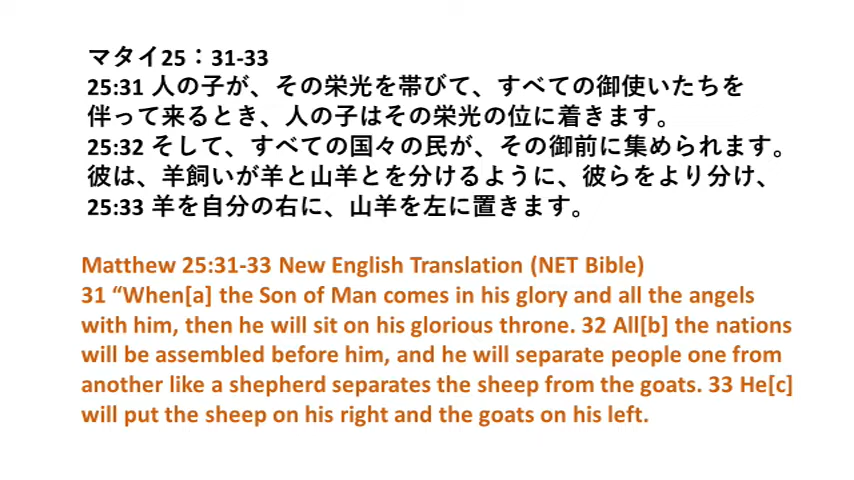 マタイ25：31-33
25:31 人の子が、その栄光を帯びて、すべての御使いたちを
伴って来るとき、人の子はその栄光の位に着きます。
25:32 そして、すべての国々の民が、その御前に集められます。
彼は、羊飼いが羊と山羊とを分けるように、彼らをより分け、
25:33 羊を自分の右に、山羊を左に置きます。
Matthew 25:31-33 New English Translation (NET Bible)
31 “When[a] the Son of Man comes in his glory and all the angels
with him, then he will sit on his glorious throne. 32 All[b] the nations
will be assembled before him, and he will separate people one from
another like a shepherd separates the sheep from the goats. 33 He[c]
will put the sheep on his right and the goats on his left.